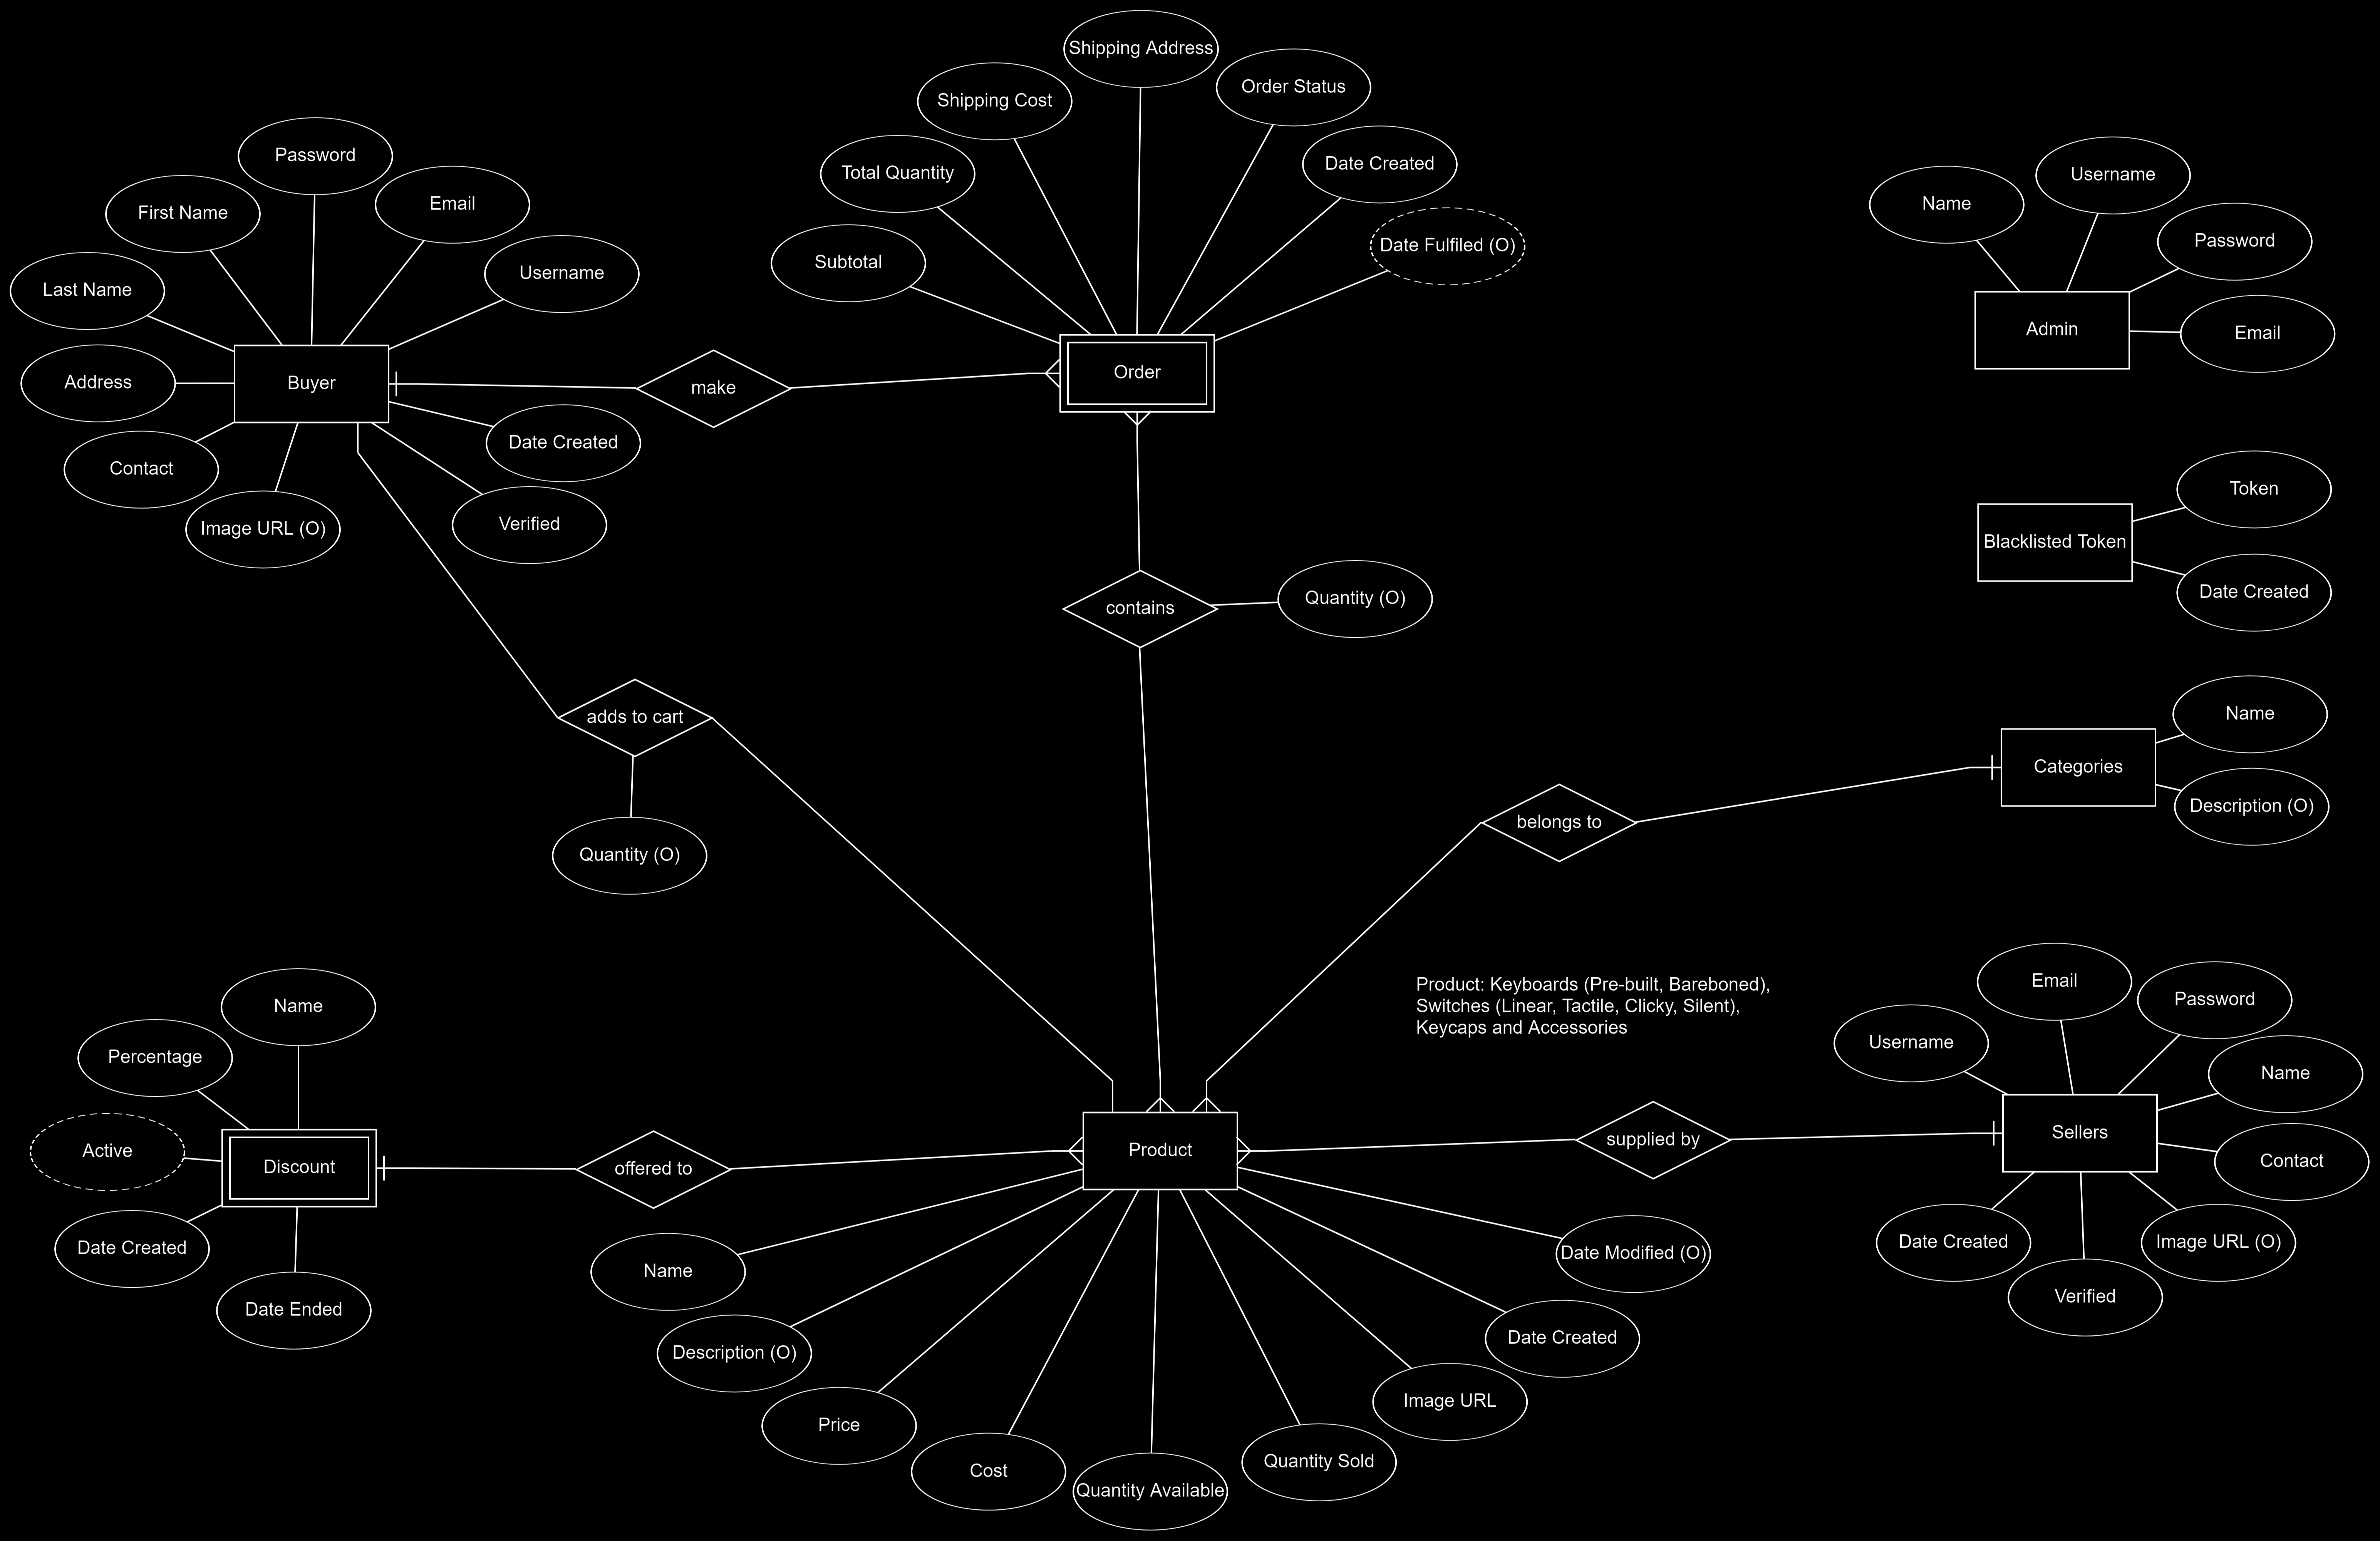 Shipping Address
Order Status
Shipping Cost
Password
Total Quantity
Date Created
Username
Name
First Name
Email
Password
Subtotal
Date Fulfiled (O)
Username
Last Name
Admin
Email
Address
Buyer
make
Order
Contact
Date Created
Image URL (O)
Verified
Token
Blacklisted Token
Date Created
contains
Quantity (O)
adds to cart
Name
Categories
Description (O)
belongs to
Quantity (O)
Product: Keyboards (Pre-built, Bareboned),
Switches (Linear, Tactile, Clicky, Silent),
Keycaps and Accessories
Email
Password
Name
Username
Percentage
Name
Active
Discount
offered to
Product
supplied by
Sellers
Contact
Date Created
Date Ended
Name
Date Modified (O)
Date Created
Image URL (O)
Verified
Description (O)
Date Created
Price
Image URL
Cost
Quantity Available
Quantity Sold